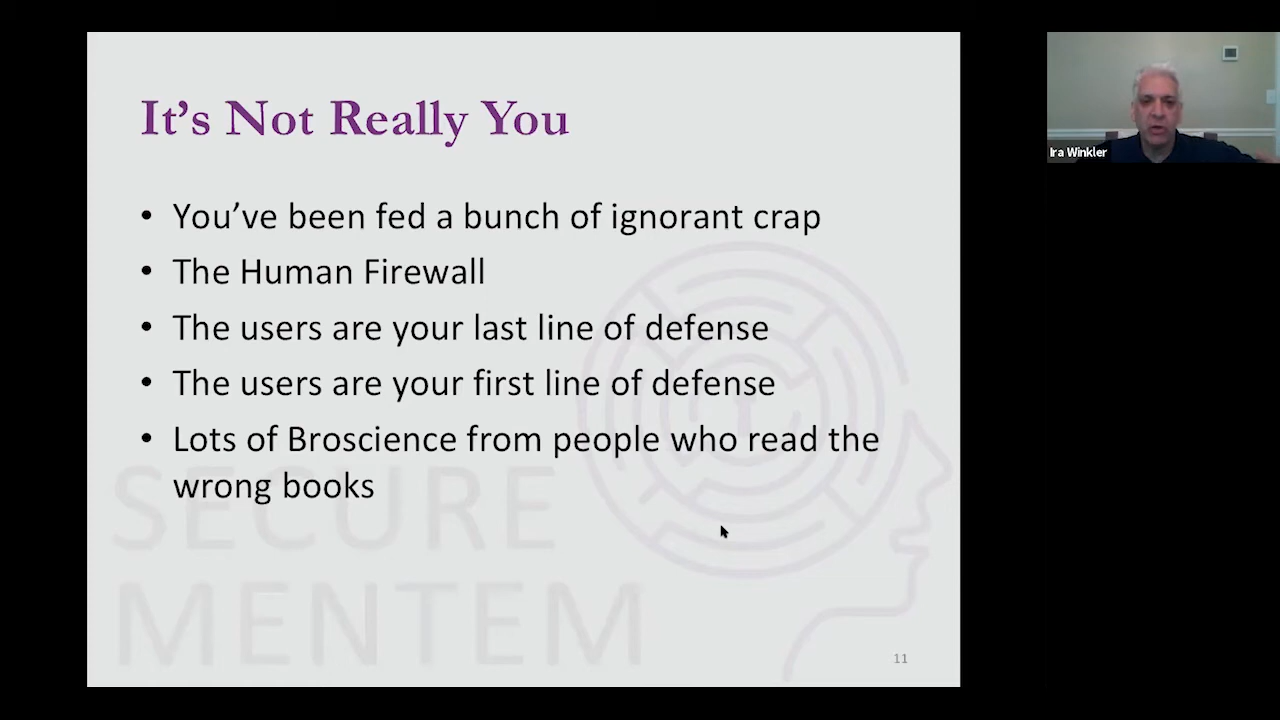 It's Not Really You
• You've been fed a bunch of ignorant crap
• The Human Firewall
• The users are your last line of defense
• The users are your first line of defense
• Lots of Broscience from people who read the
wrong books
SECURE
MENTEM
11
Ira Winkler